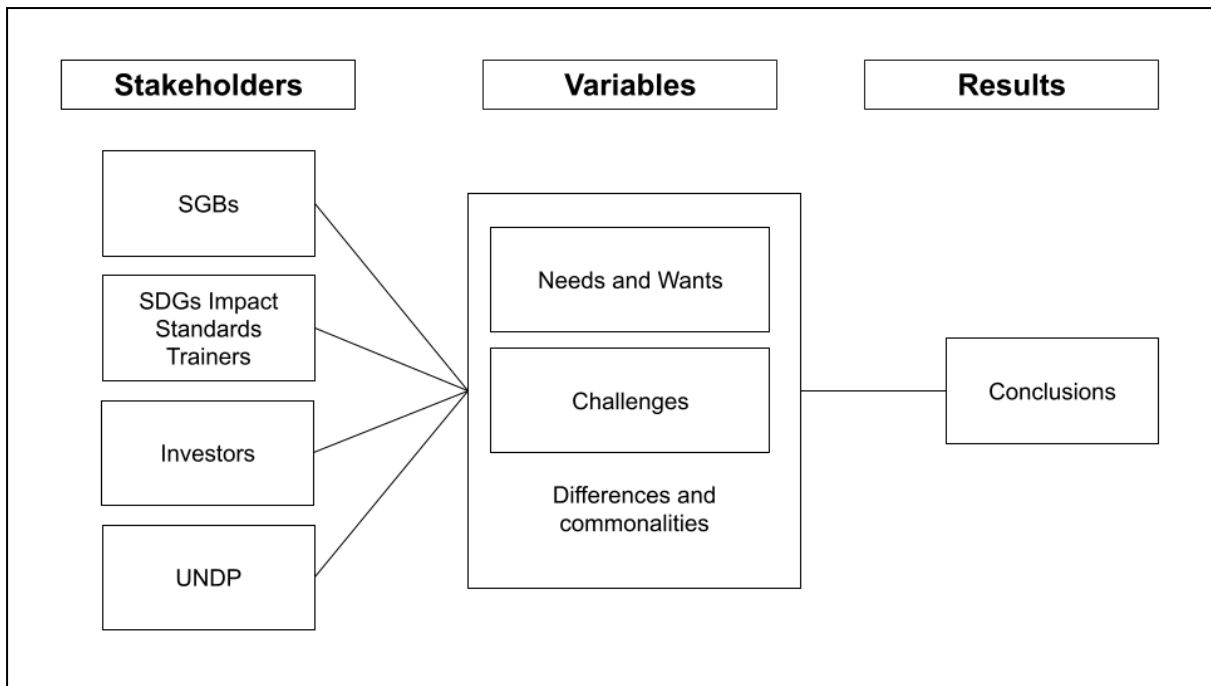 Stakeholders
Variables
Results
SGBs
SDGs Impact
Standards
Trainers
Investors
UNDP
Needs and Wants
Challenges
Differences and
commonalities
Conclusions